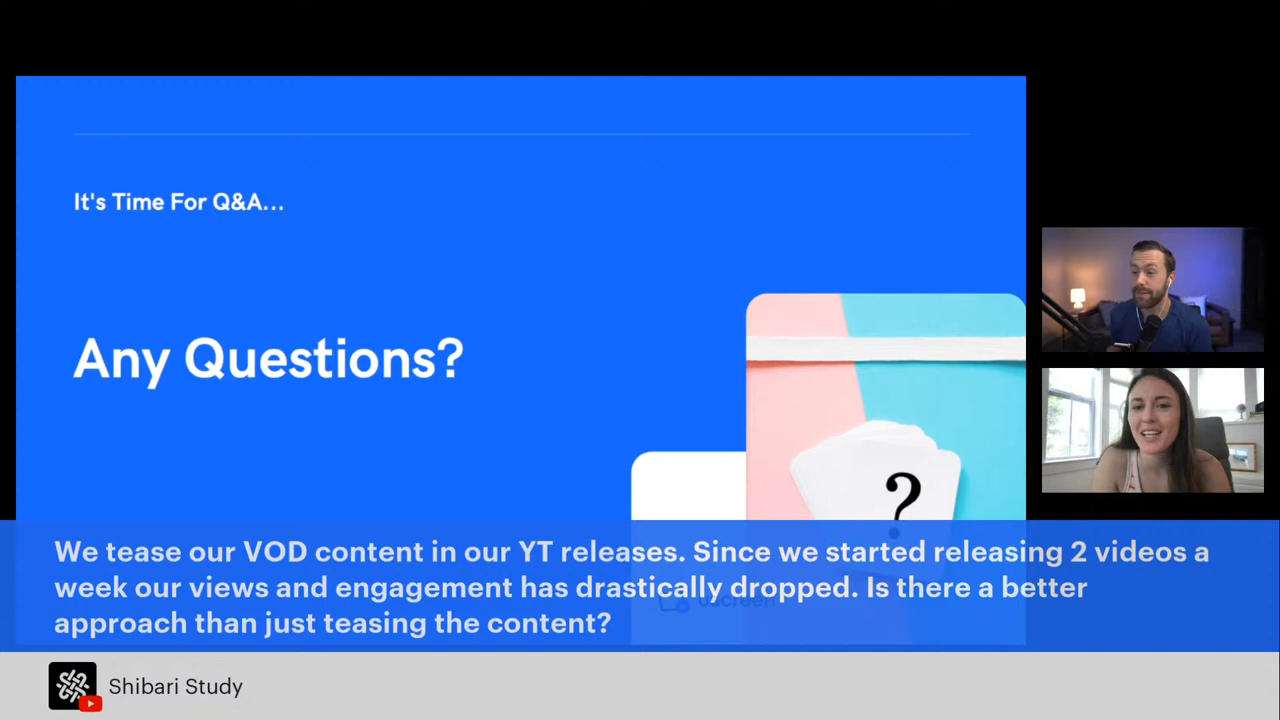 It's Time For Q&A...
Any Questions?
?
We tease our VOD content in our YT releases. Since we started releasing 2 videos a
week our views and engagement has drastically dropped. Is there a better
approach than just teasing the content?
Shibari Study